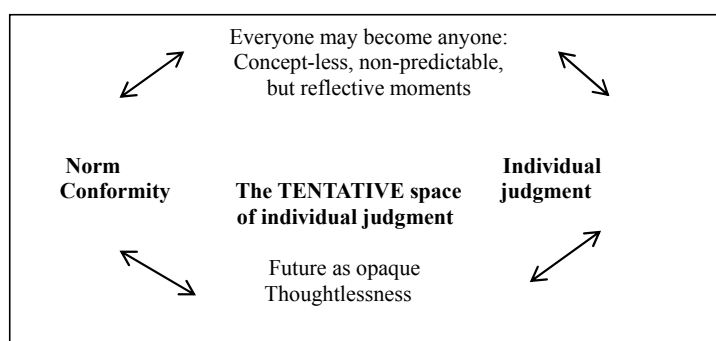 Everyone may become anyone:
Concept-less, non-predictable,
but reflective moments
Norm
Conformity
The TENTATIVE space
of individual judgment
Individual
judgment
Future as opaque
Thoughtlessness